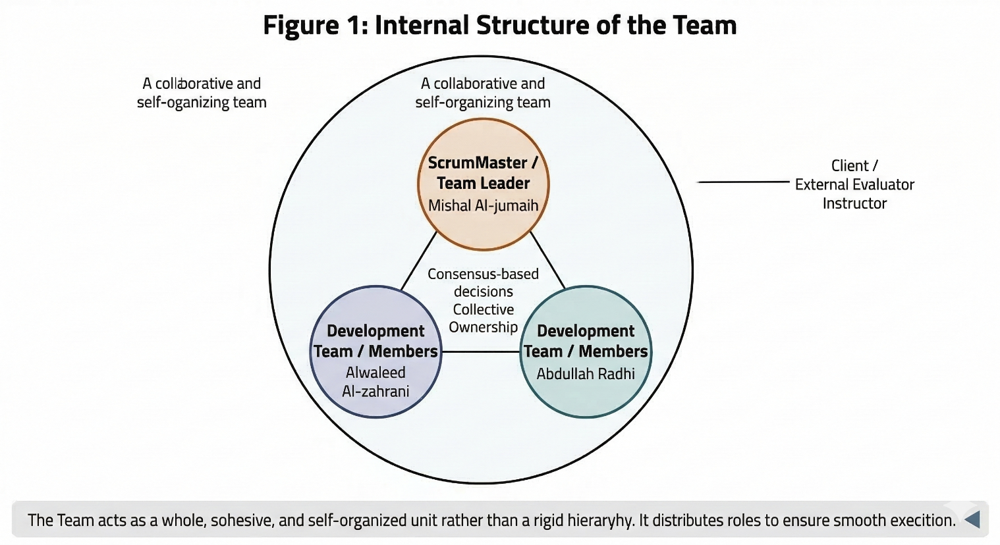 Figure 1: Internal Structure of the Team
A collaborative and
self-oganizing team
A collaborative and
self-organizing team
ScrumMaster /
Team Leader
Mishal Al-jumaih
Client /
External Evaluator
Instructor
Consensus-based
decisions
Collective
Ownership
Development
Team / Members
Alwaleed
Al-zahrani
Development
Team / Members
Abdullah Radhi
The Team acts as a whole, sohesive, and self-organized unit rather than a rigid hieraryhy. It distributes roles to ensure smooth execition.